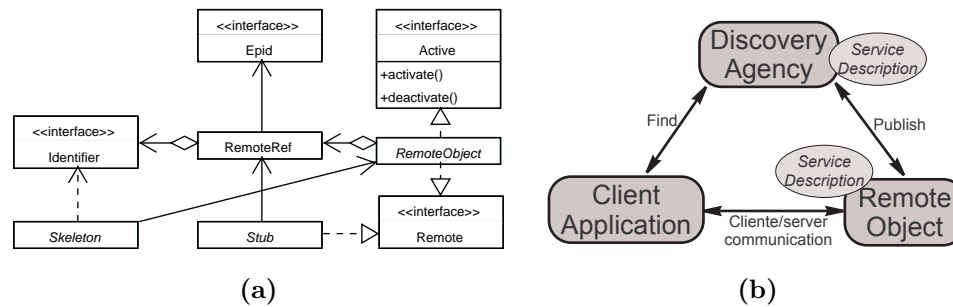 <<interface>>
Epid
<<interface>>
Active
+activate()
+deactivate()
<<interface>>
Identifier
RemoteRef
RemoteObject
Skeleton
Stub
<<interface>>
Remote
(a)
Discovery
Agency
Service
Description
Find
Publish
Service
Description
Client
Application
Cliente/server
communication
Remote
Object
(b)